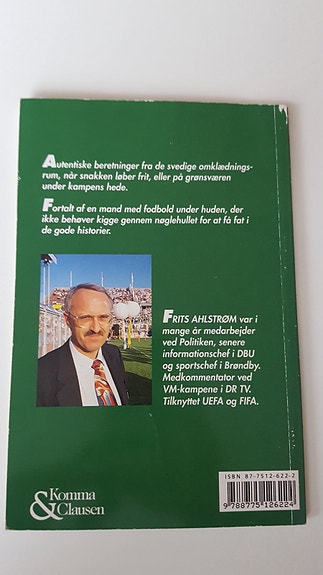 Autentiske beretninger fra de svedige omklædnings-
rum, når snakken løber frit, eller på grønsværen
under kampens hede.
Fortalt af en mand med fodbold under huden, der
ikke behøver kigge gennem nøglehullet for at få fat i
de gode historier.
FRITS AHLSTRØM var i
mange år medarbejder
ved Politiken, senere
informationschef i DBU
og sportschef i Brøndby.
Medkommentator ved
VM-kampene i DR TV.
Tilknyttet UEFA og FIFA.
ISBN 87-7512-622-2
9 788775 126224
Komma
& Clausen